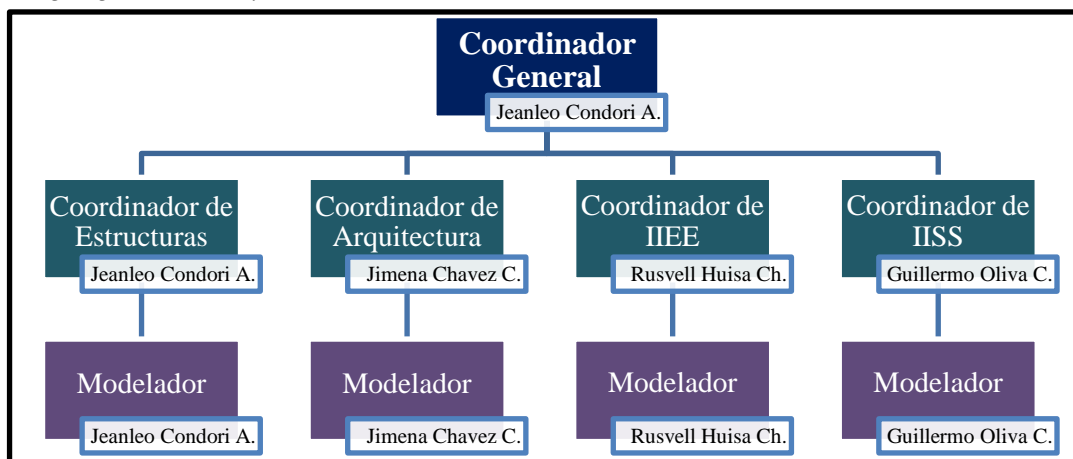 Coordinador
General
Jeanleo Condori A.
Coordinador de
Estructuras
Jeanleo Condori A.
Coordinador de
Arquitectura
Jimena Chavez C.
Coordinador de
IIEE
Rusvell Huisa Ch.
Coordinador de
IISS
Guillermo Oliva C.
Modelador
Jeanleo Condori A.
Modelador
Jimena Chavez C.
Modelador
Rusvell Huisa Ch.
Modelador
Guillermo Oliva C.